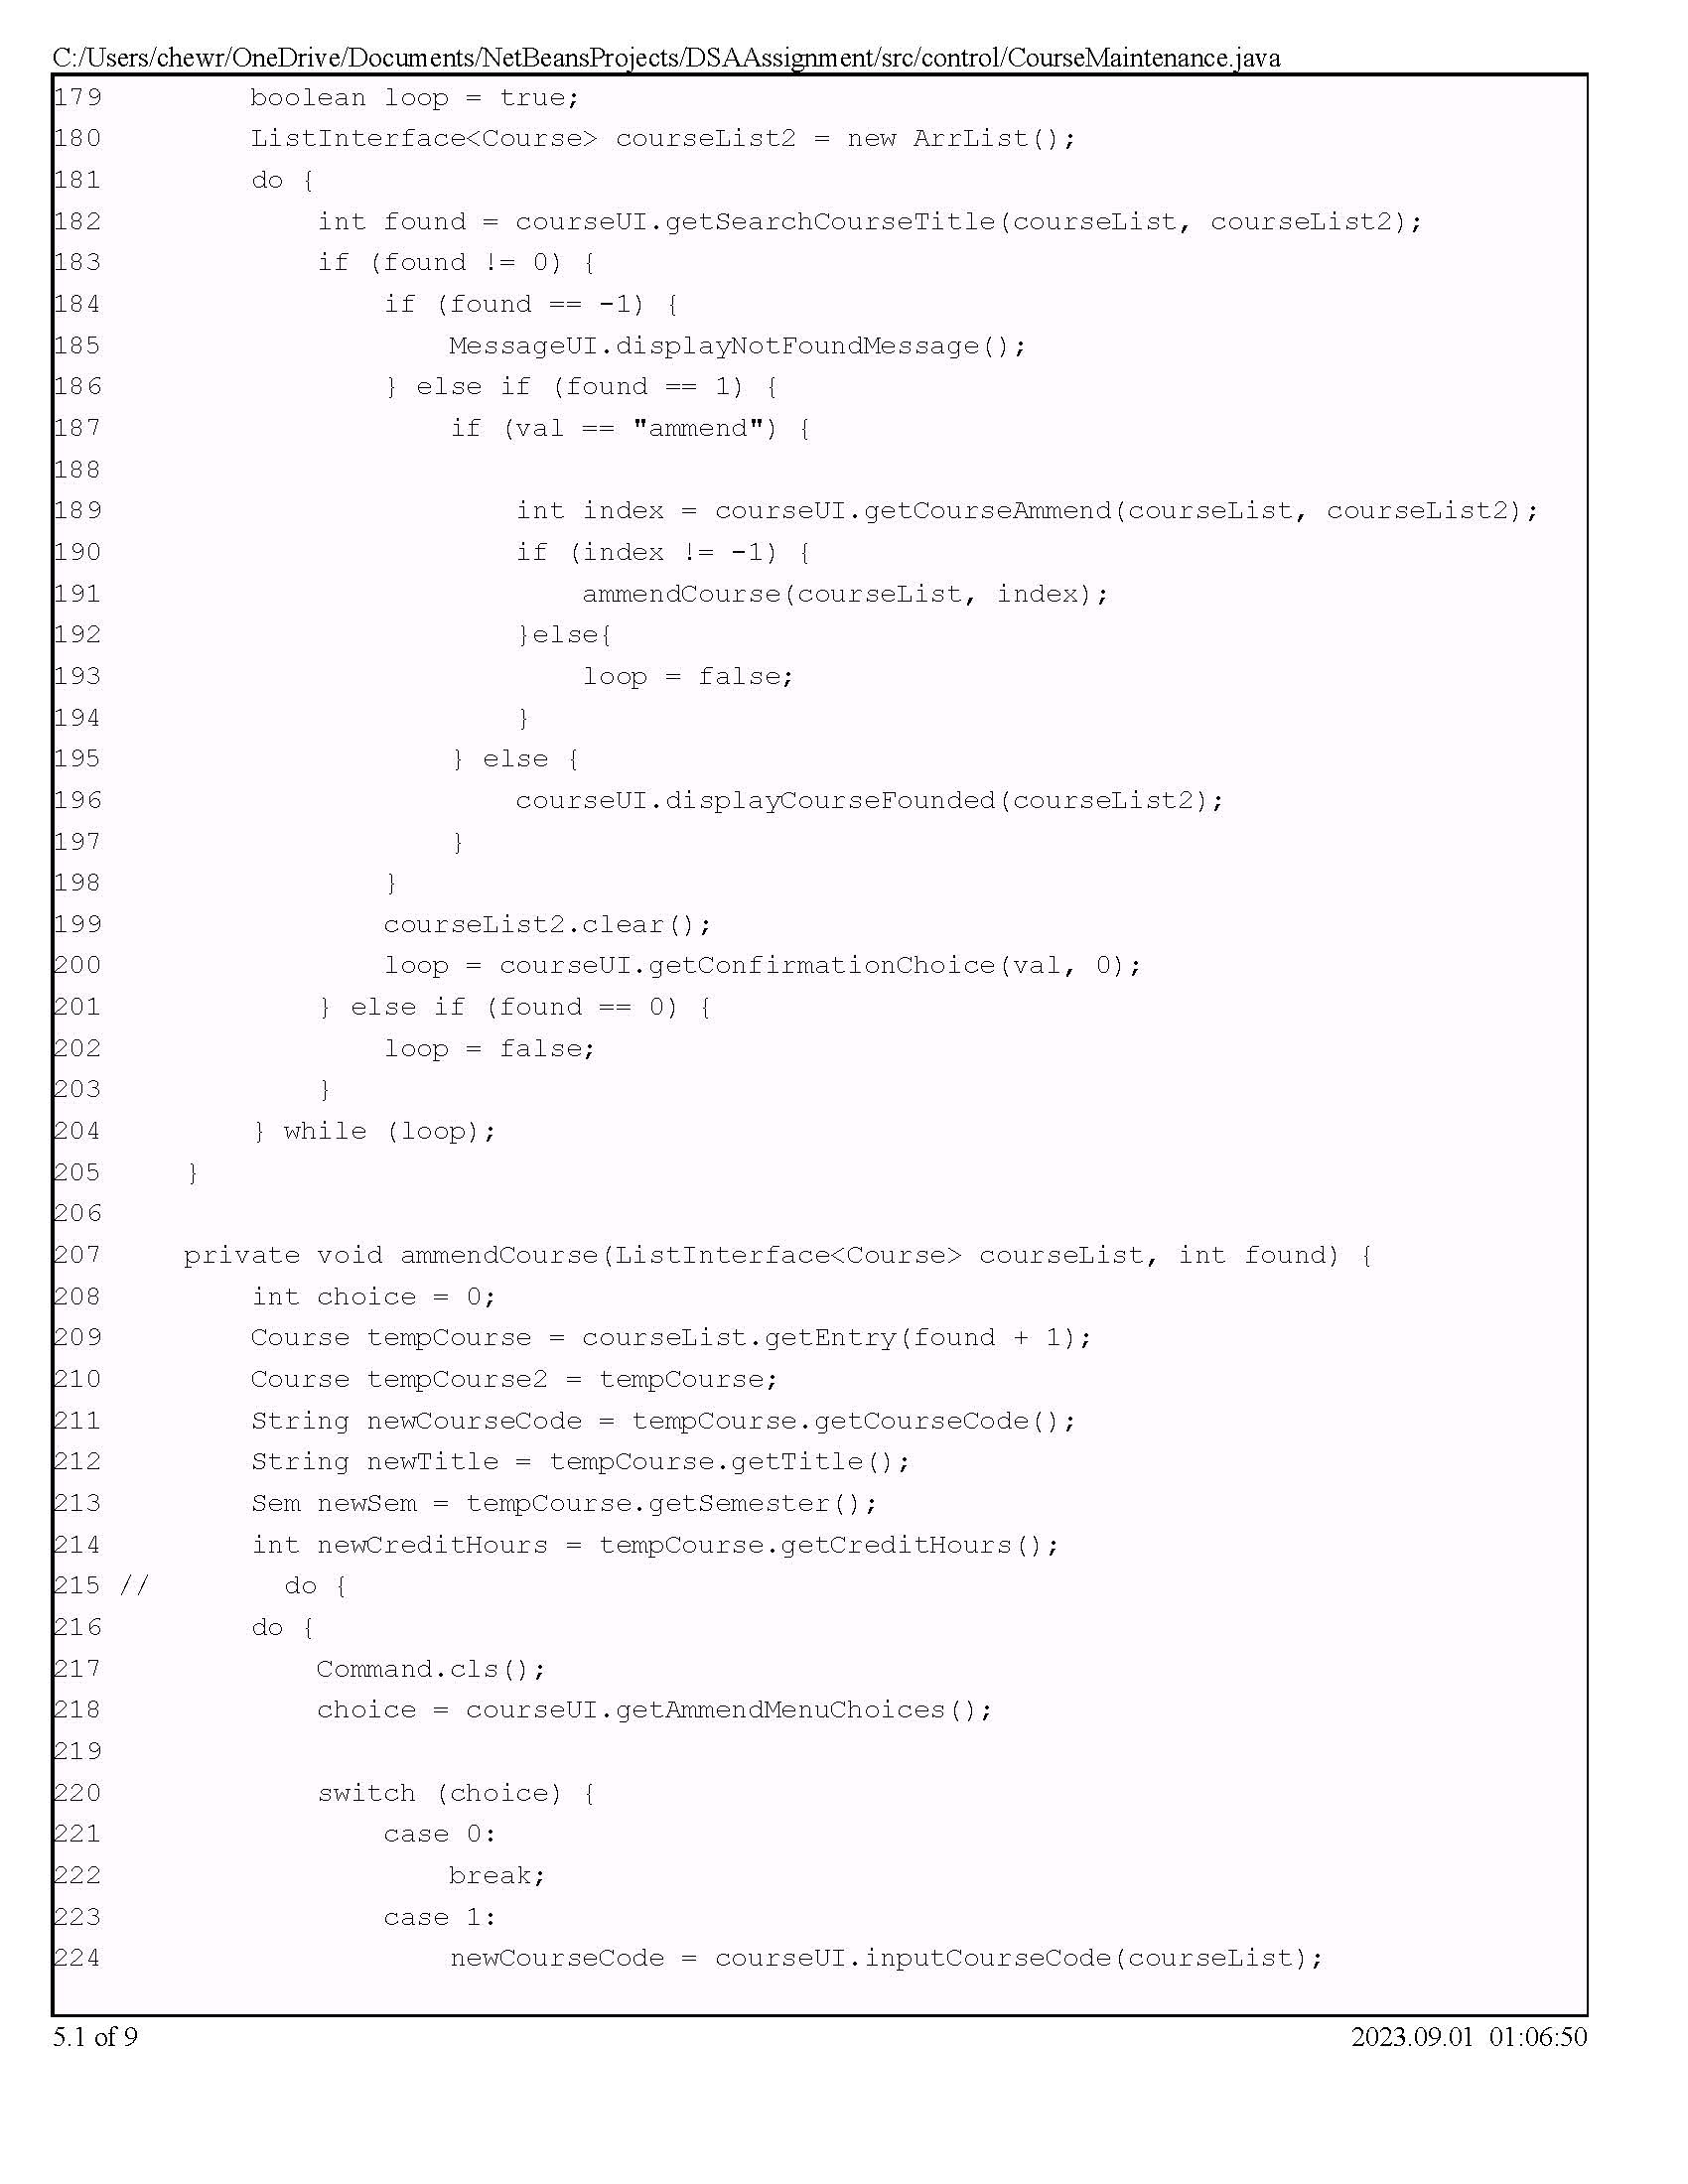 C:/Users/chewr/OneDrive/Documents/NetBeansProjects/DSAAssignment/src/control/CourseMaintenance.java
179         boolean loop = true;
180         ListInterface<Course> courseList2 = new ArrList();
181         do {
182             int found = courseUI.getSearchCourseTitle(courseList, courseList2);
183             if (found != 0) {
184                 if (found == -1) {
185                     MessageUI.displayNotFoundMessage();
186                 } else if (found == 1) {
187                     if (val == "ammend") {
188
189                         int index = courseUI.getCourseAmmend(courseList, courseList2);
190                         if (index != -1) {
191                             ammendCourse(courseList, index);
192                         }else{
193                             loop = false;
194                         }
195                     } else {
196                         courseUI.displayCourseFounded(courseList2);
197                     }
198                 }
199                 courseList2.clear();
200                 loop = courseUI.getConfirmationChoice(val, 0);
201             } else if (found == 0) {
202                 loop = false;
203             }
204         } while (loop);
205     }
206
207     private void ammendCourse(ListInterface<Course> courseList, int found) {
208         int choice = 0;
209         Course tempCourse = courseList.getEntry(found + 1);
210         Course tempCourse2 = tempCourse;
211         String newCourseCode = tempCourse.getCourseCode();
212         String newTitle = tempCourse.getTitle();
213         Sem newSem = tempCourse.getSemester();
214         int newCreditHours = tempCourse.getCreditHours();
215 //        do {
216         do {
217             Command.cls();
218             choice = courseUI.getAmmendMenuChoices();
219
220             switch (choice) {
221                 case 0:
222                     break;
223                 case 1:
224                     newCourseCode = courseUI.inputCourseCode(courseList);
5.1 of 9
2023.09.01 01:06:50